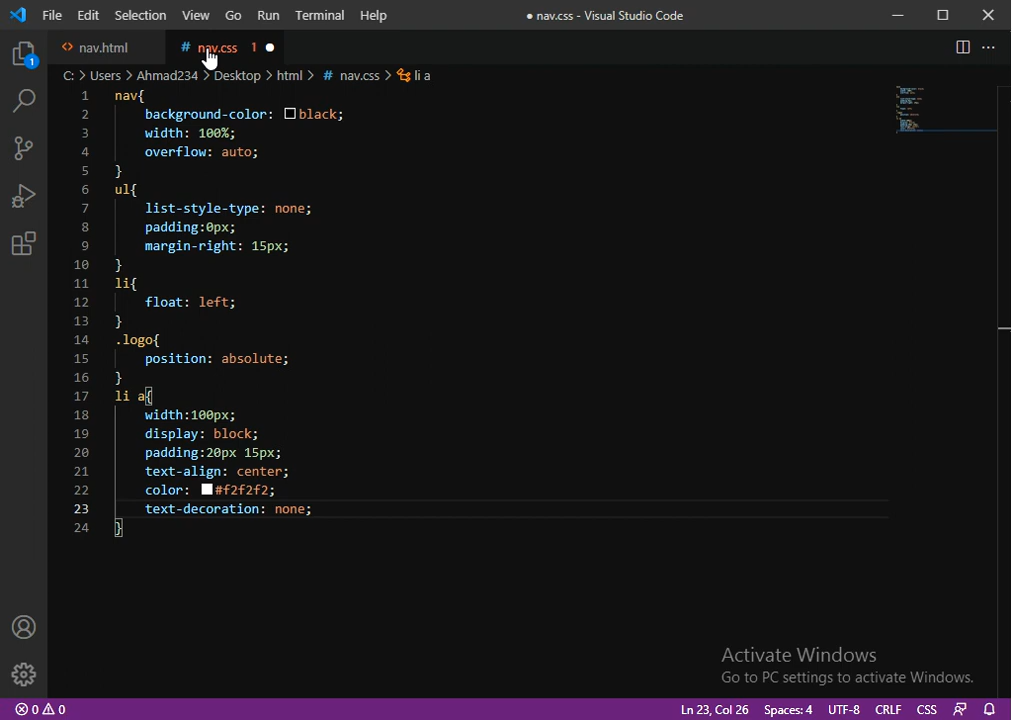 File Edit Selection View Go Run Terminal Help ● nav.css - Visual Studio Code
<> nav.html # nav.css 1 ●
C: > Users > Ahmad234 > Desktop > html > # nav.css > li a
1 nav{
2 background-color: black;
3 width: 100%;
4 overflow: auto;
5 }
6 ul{
7 list-style-type: none;
8 padding:0px;
9 margin-right: 15px;
10 }
11 li{
12 float: left;
13 }
14 .logo{
15 position: absolute;
16 }
17 li a{
18 width:100px;
19 display: block;
20 padding:20px 15px;
21 text-align: center;
22 color: #f2f2f2;
23 text-decoration: none;
24 }
1
Activate Windows
Go to PC settings to activate Windows.
0 0 Ln 23, Col 26 Spaces: 4 UTF-8 CRLF CSS